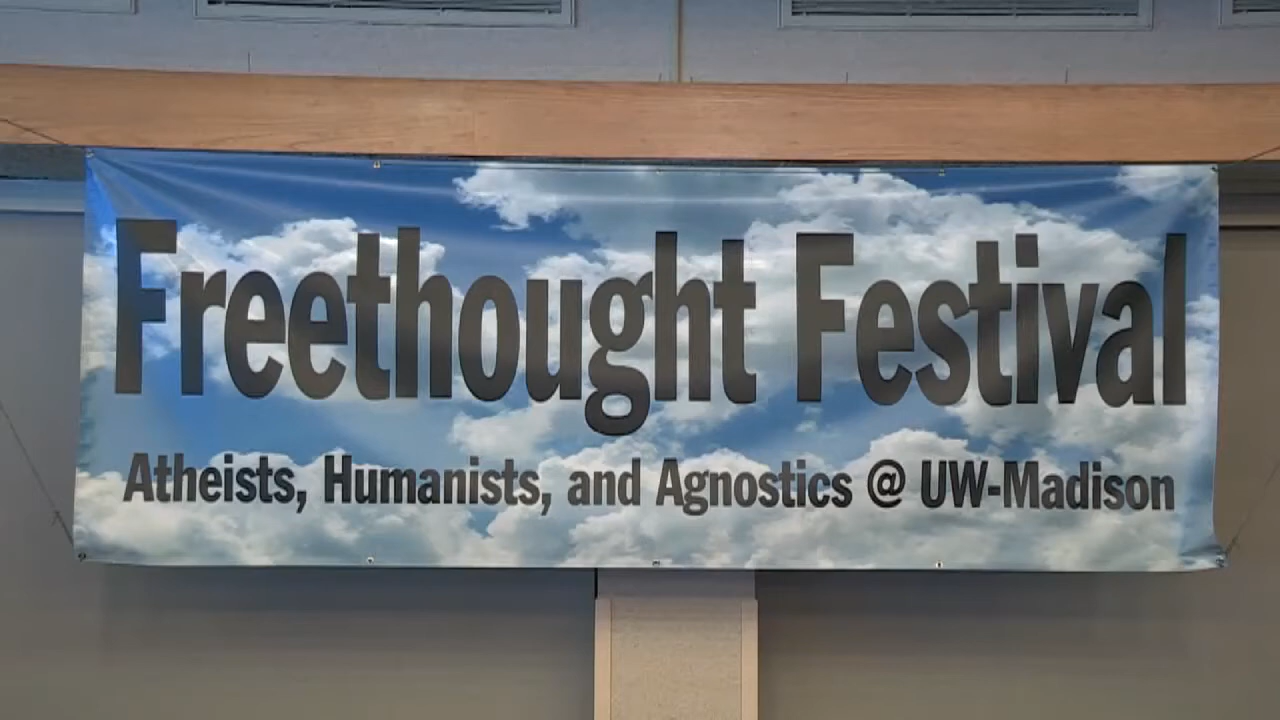 Freethought Festival
Atheists, Humanists, and Agnostics @ UW-Madison